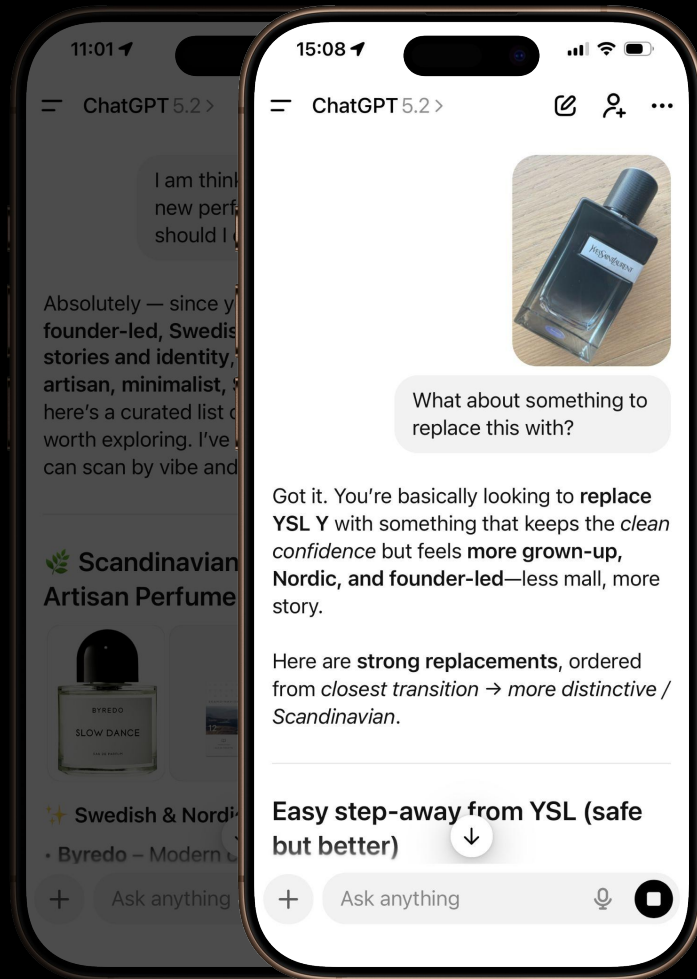 11:01
ChatGPT 5.2 >
I am think
new perf
should I
Absolutely — since y
founder-led, Swedis
stories and identity,
artisan, minimalist,
here's a curated list
worth exploring. I've
can scan by vibe and
Scandinavian
Artisan Perfume
BYREDO
SLOW DANCE
EAU DE PARFUM
Swedish & Nordi
• Byredo – Modern
Ask anything
15:08
ChatGPT 5.2 >
YVESSAINTLAURENT
What about something to
replace this with?
Got it. You're basically looking to replace
YSL Y with something that keeps the clean
confidence but feels more grown-up,
Nordic, and founder-led—less mall, more
story.
Here are strong replacements, ordered
from closest transition → more distinctive /
Scandinavian.
Easy step-away from YSL (safe
but better)
Ask anything